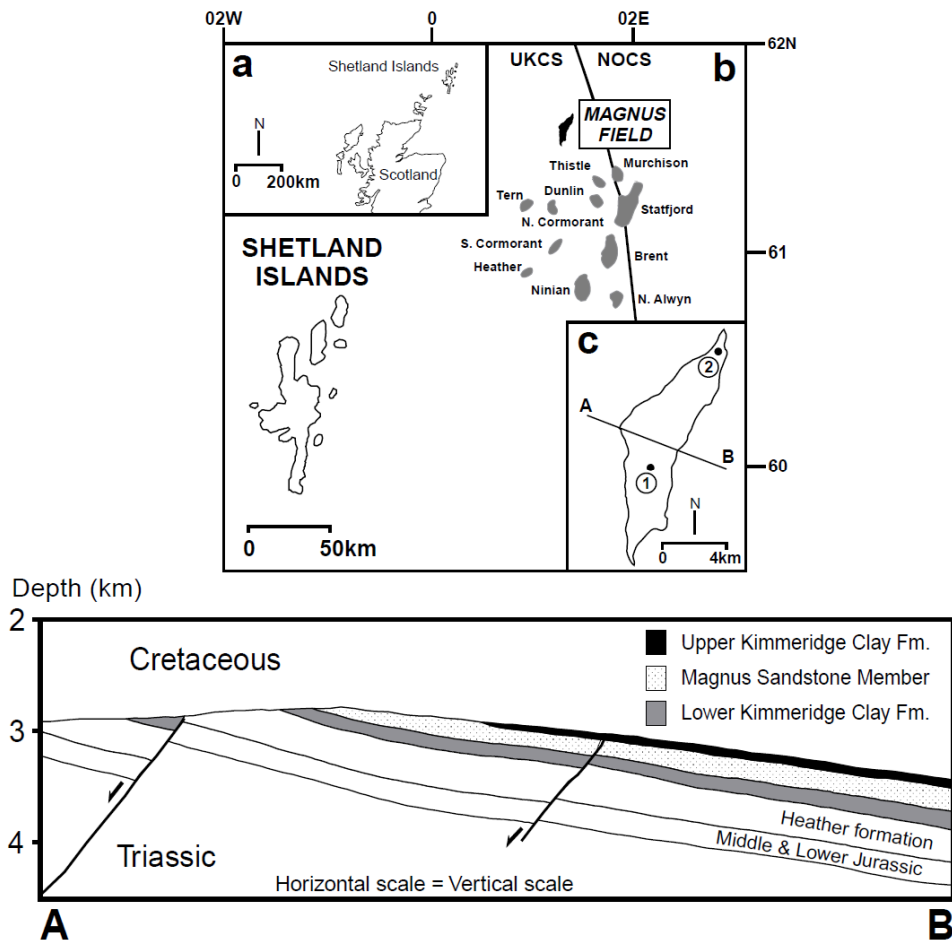 02W 0 02E
62N
a
Shetland Islands
N
0 200km
Scotland
UKCS NOCS
b
MAGNUS
FIELD
Thistle
Murchison
Tern
Dunlin
Statfjord
N. Cormorant
S. Cormorant
Brent
61
Heather
Ninian
N. Alwyn
SHETLAND
ISLANDS
0 50km
c
2
A
B
60
1
N
0 4km
Depth (km)
2
Cretaceous
Upper Kimmeridge Clay Fm.
Magnus Sandstone Member
Lower Kimmeridge Clay Fm.
3
Heather formation
4
Middle & Lower Jurassic
Triassic
Horizontal scale = Vertical scale
A
B